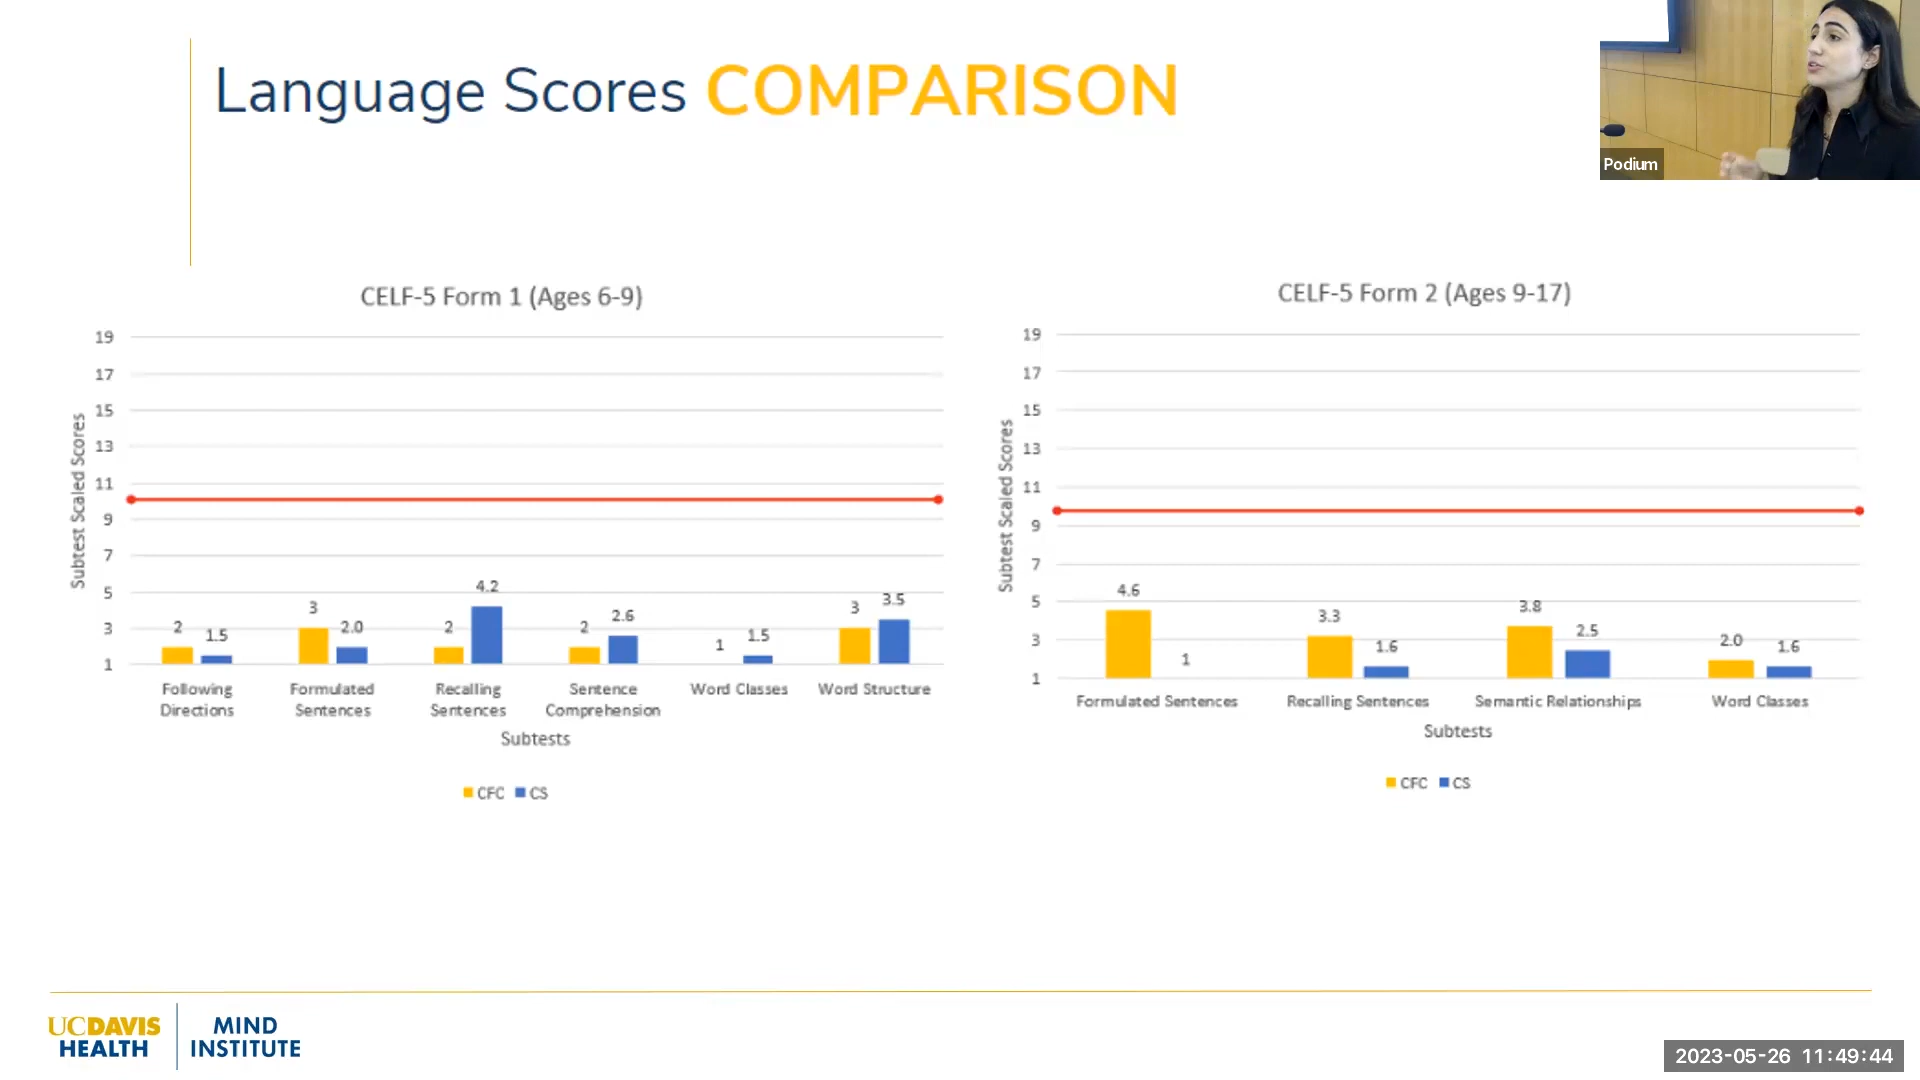 Language Scores COMPARISON
Podium
CELF-5 Form 1 (Ages 6-9)
Subtest Scaled Scores
19
17
15
13
11
9
7
5
3
1
2
1.5
3
2.0
2
4.2
2
2.6
1
1.5
3
3.5
Following Directions
Formulated Sentences
Recalling Sentences
Sentence Comprehension
Word Classes
Word Structure
Subtests
CFC
CS
CELF-5 Form 2 (Ages 9-17)
Subtest Scaled Scores
19
17
15
13
11
9
7
5
3
1
4.6
1
3.3
1.6
3.8
2.5
2.0
1.6
Formulated Sentences
Recalling Sentences
Semantic Relationships
Word Classes
Subtests
CFC
CS
UCDAVIS
HEALTH
MIND
INSTITUTE
2023-05-26 11:49:44